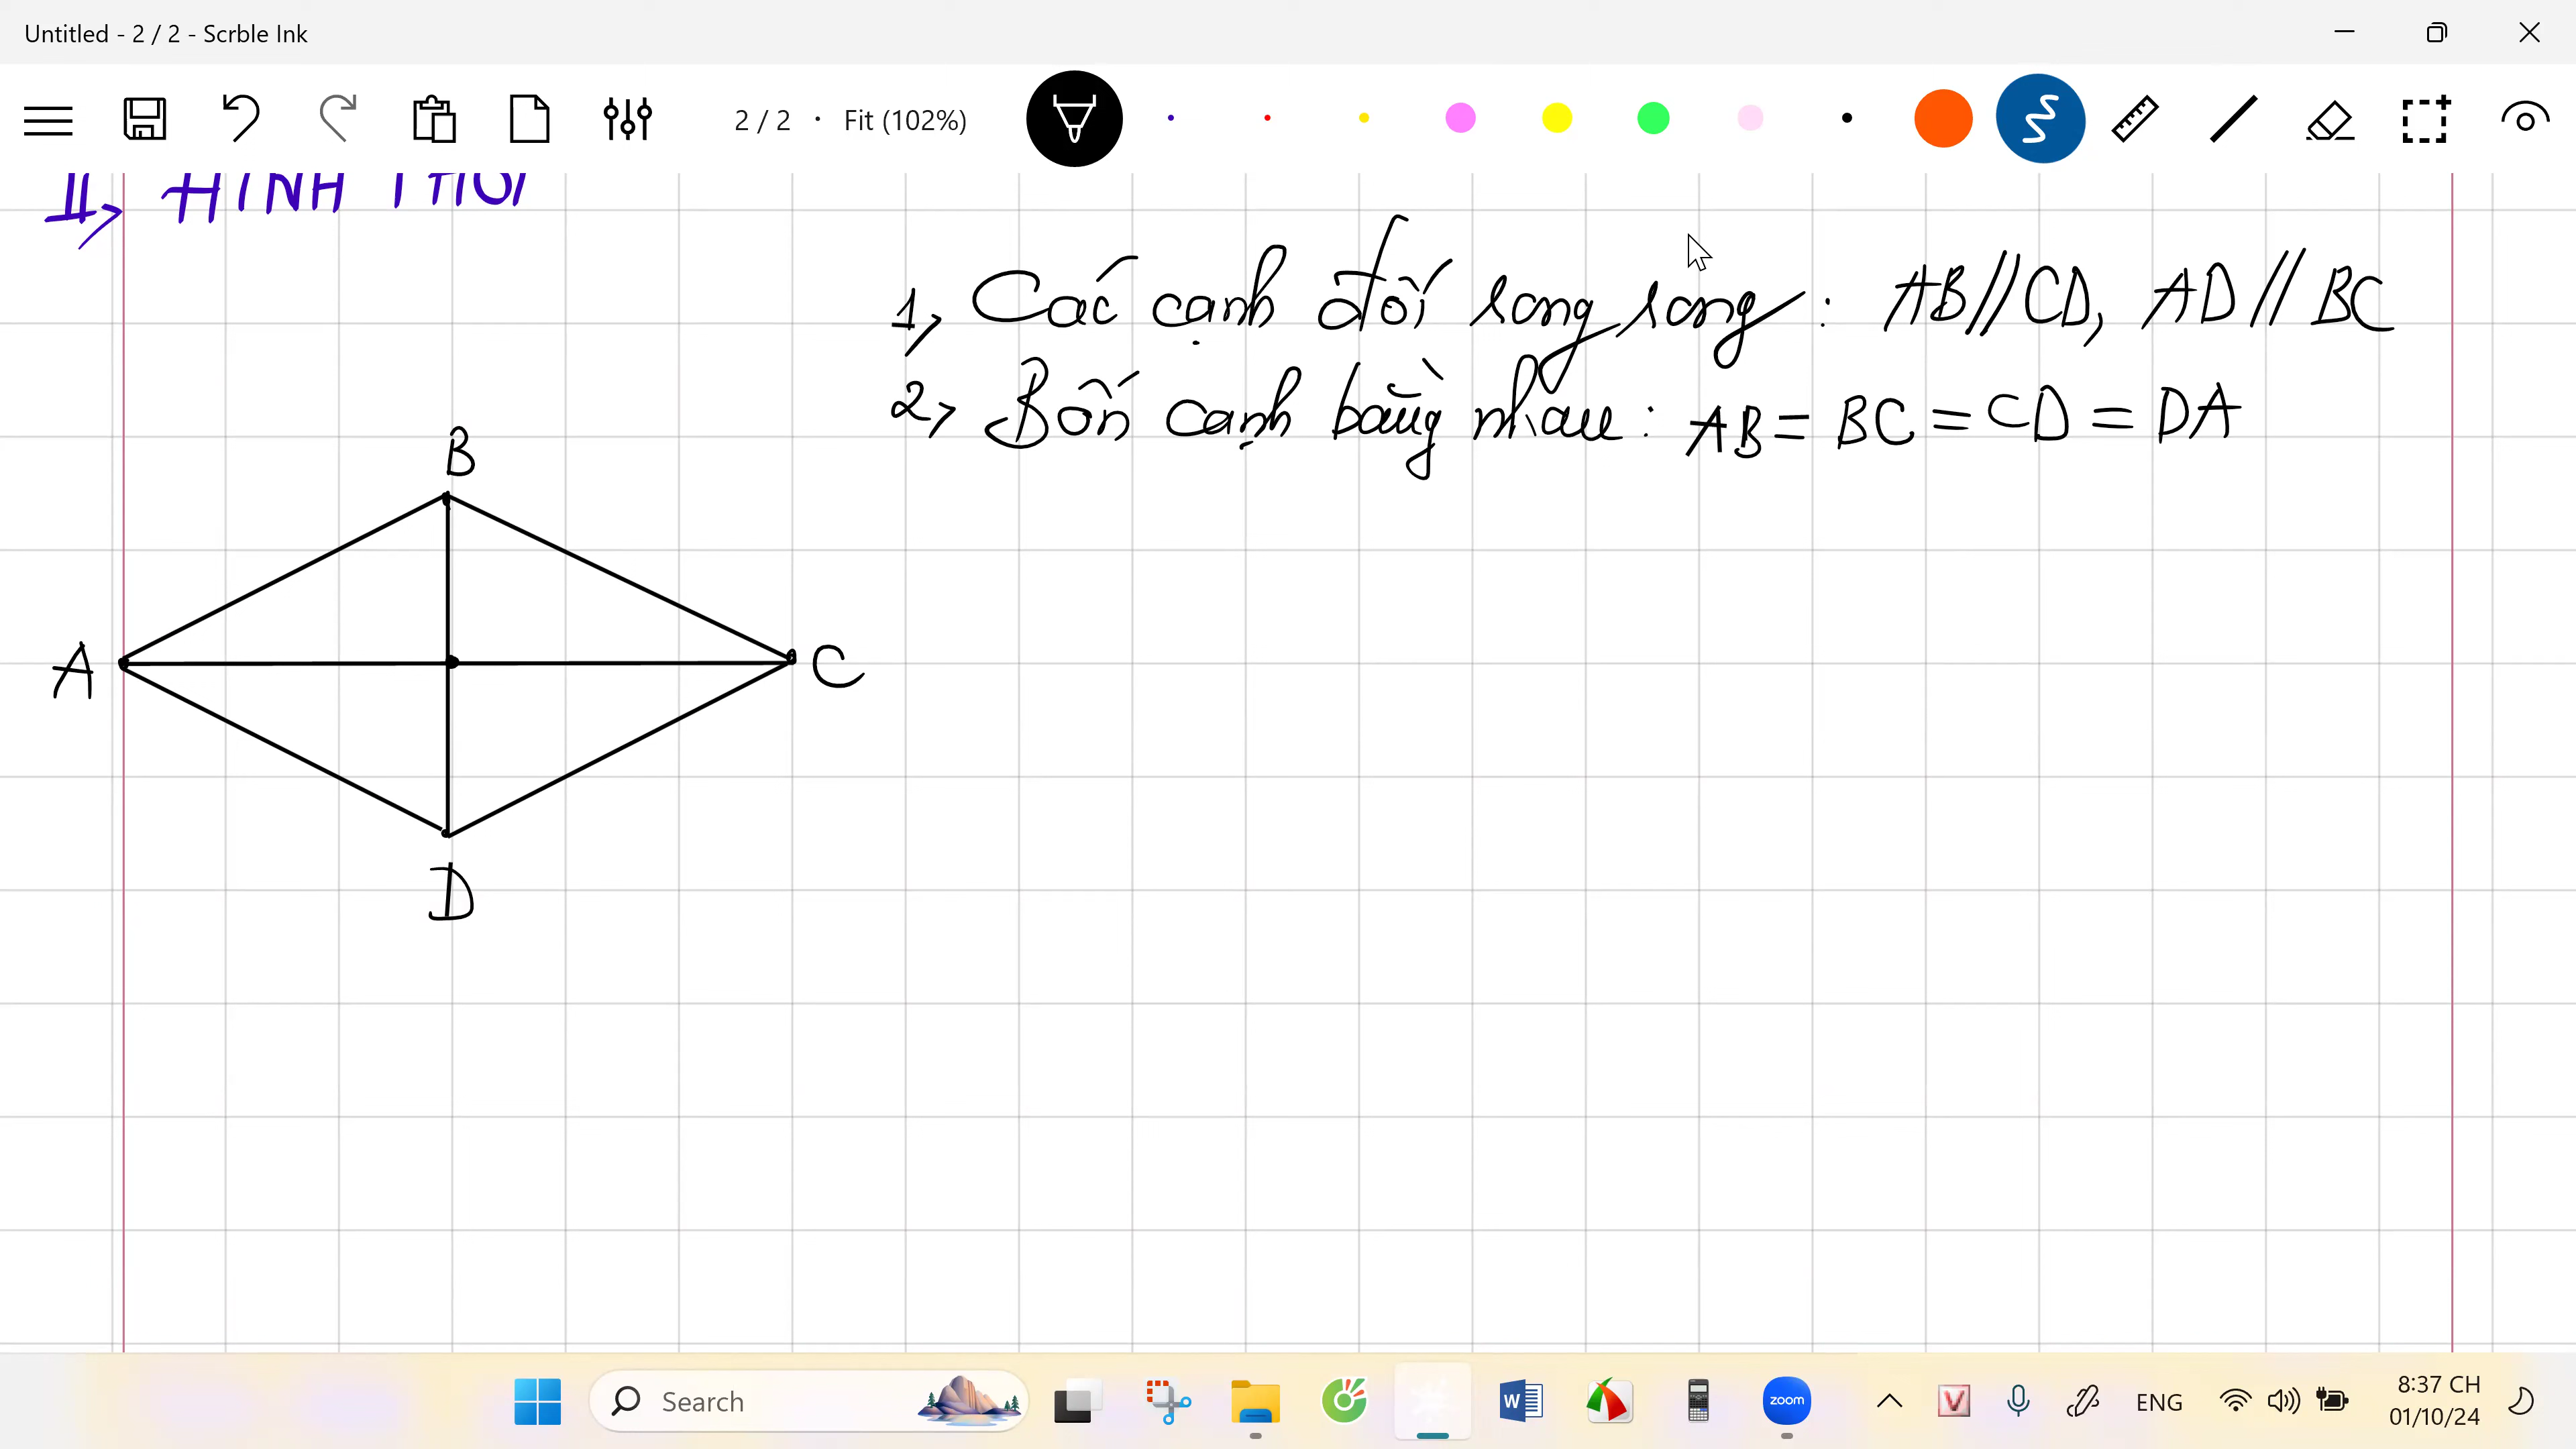 Untitled - 2 / 2 - Scrble Ink
2 / 2 · Fit (102%)
II, HÌNH THOI
1, Các cạnh đối song song : AB//CD, AD//BC
2, Bốn cạnh bằng nhau : AB = BC = CD = DA
B
A
C
D
Search
zoom
ENG
8:37 CH
01/10/24